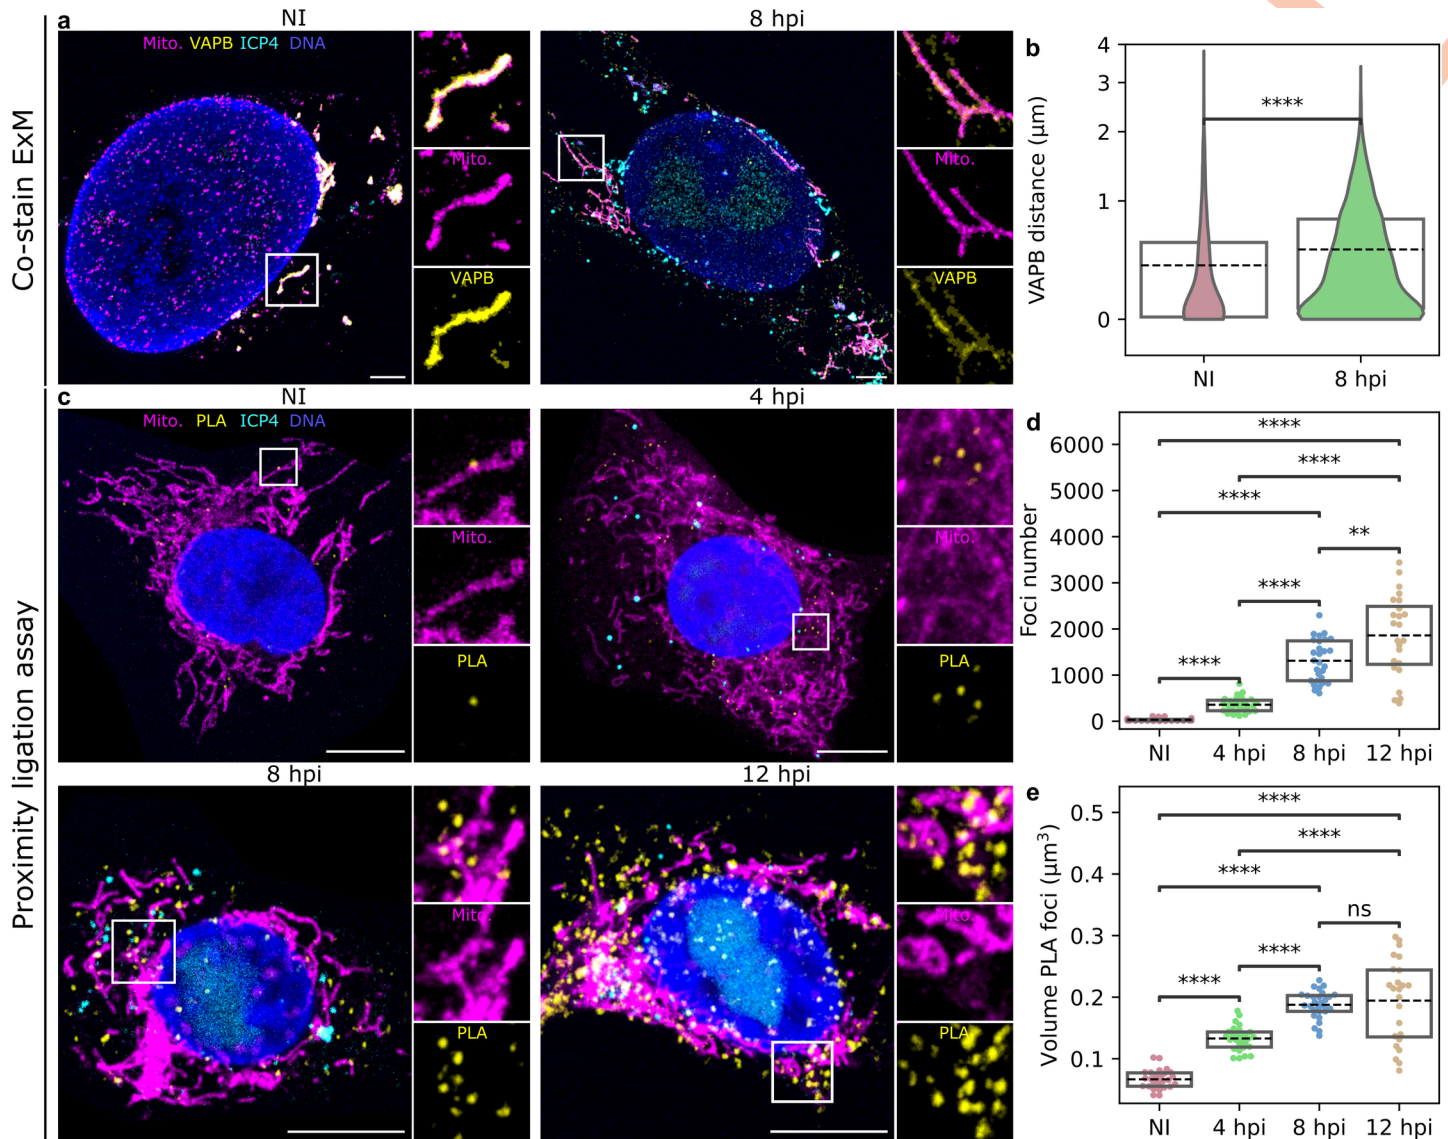 Co-stain ExM
a
NI
8 hpi
Mito. VAPB ICP4 DNA
Mito.
VAPB
Mito.
VAPB
b
VAPB distance (μm)
4
3
2
1
0
****
NI
8 hpi
Proximity ligation assay
c
NI
4 hpi
Mito. PLA ICP4 DNA
Mito.
PLA
Mito.
PLA
8 hpi
12 hpi
Mito.
PLA
Mito.
PLA
d
Foci number
6000
5000
4000
3000
2000
1000
0
****
****
****
**
****
****
NI
4 hpi
8 hpi
12 hpi
e
Volume PLA foci (μm³)
0.5
0.4
0.3
0.2
0.1
****
****
****
ns
****
****
NI
4 hpi
8 hpi
12 hpi